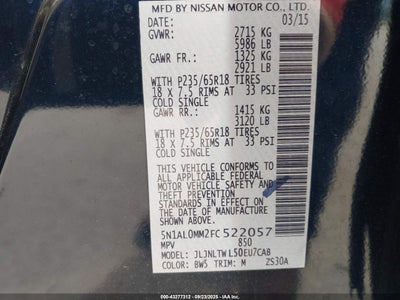 MFD BY NISSAN MOTOR CO., LTD.
03/15
GVWR: 2715 KG
5986 LB
GAWR FR.: 1325 KG
2921 LB
WITH P235/65R18 TIRES
18 X 7.5 RIMS AT 33 PSI
COLD SINGLE
GAWR RR.: 1415 KG
3120 LB
WITH P235/65R18 TIRES
18 X 7.5 RIMS AT 33 PSI
COLD SINGLE
THIS VEHICLE CONFORMS TO
ALL APPLICABLE FEDERAL
MOTOR VEHICLE SAFETY AND
THEFT PREVENTION
STANDARDS IN EFFECT ON THE
DATE OF MANUFACTURE SHOWN
ABOVE.
5N1AL0MM2FC522057
MPV 850
MODEL: JLJNLTWL50EU7CAB
COLOR: BW5 TRIM: M ZS30A
IAA | STOCK #: 43277312 | (09/23/2025) | IAAI.COM